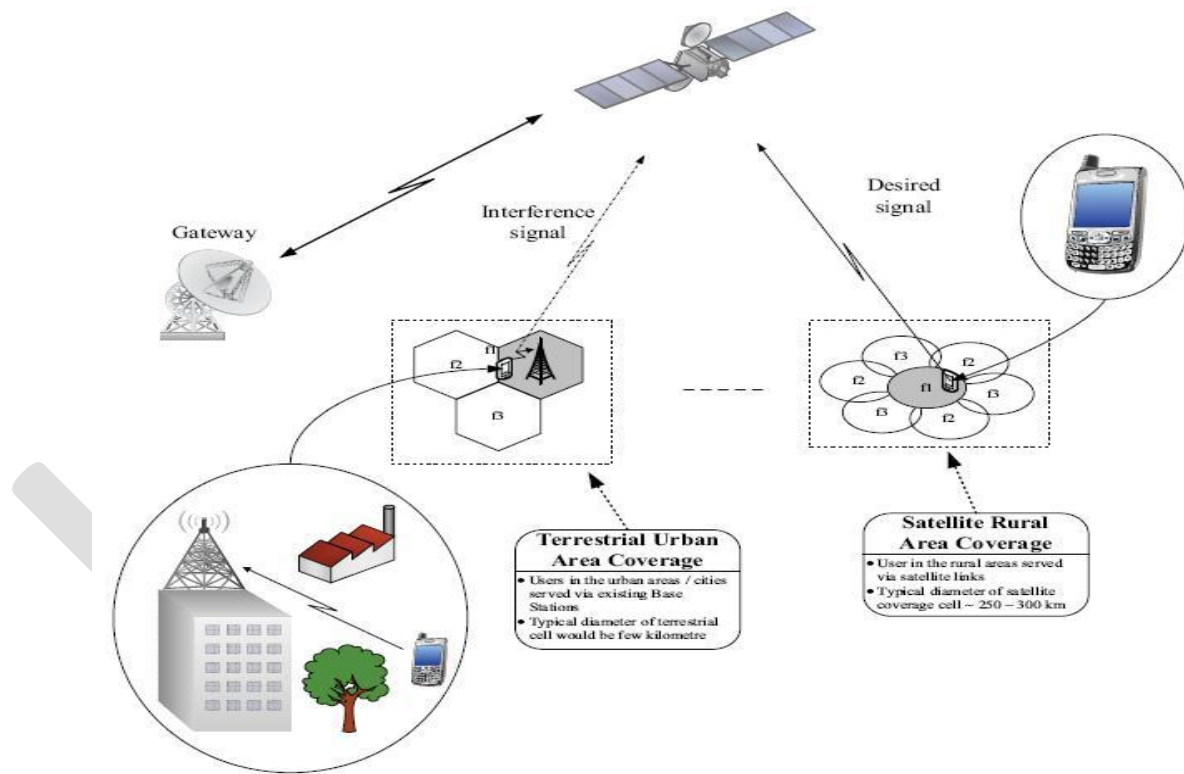 Interference
signal
Desired
signal
Gateway
f1
f2
f3
f3
f2
f2
f1
f3
f3
f2
Terrestrial Urban
Area Coverage
• Users in the urban areas / cities
served via existing Base
Stations
• Typical diameter of terrestrial
cell would be few kilometre
Satellite Rural
Area Coverage
• User in the rural areas served
via satellite links
• Typical diameter of satellite
coverage cell ~ 250 – 300 km